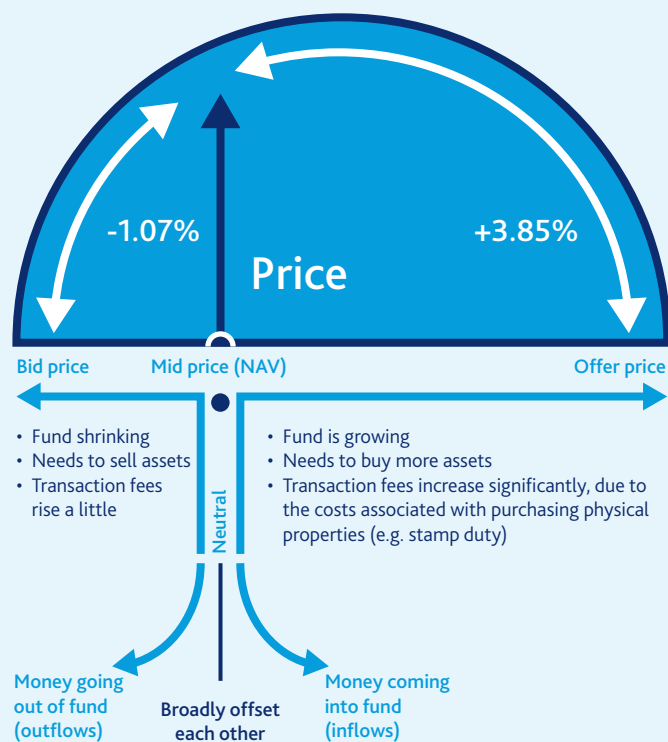 -1.07%
+3.85%
Price
Bid price
Mid price (NAV)
Offer price
• Fund shrinking
• Needs to sell assets
• Transaction fees
rise a little
Neutral
• Fund is growing
• Needs to buy more assets
• Transaction fees increase significantly, due to
the costs associated with purchasing physical
properties (e.g. stamp duty)
Money going
out of fund
(outflows)
Broadly offset
each other
Money coming
into fund
(inflows)